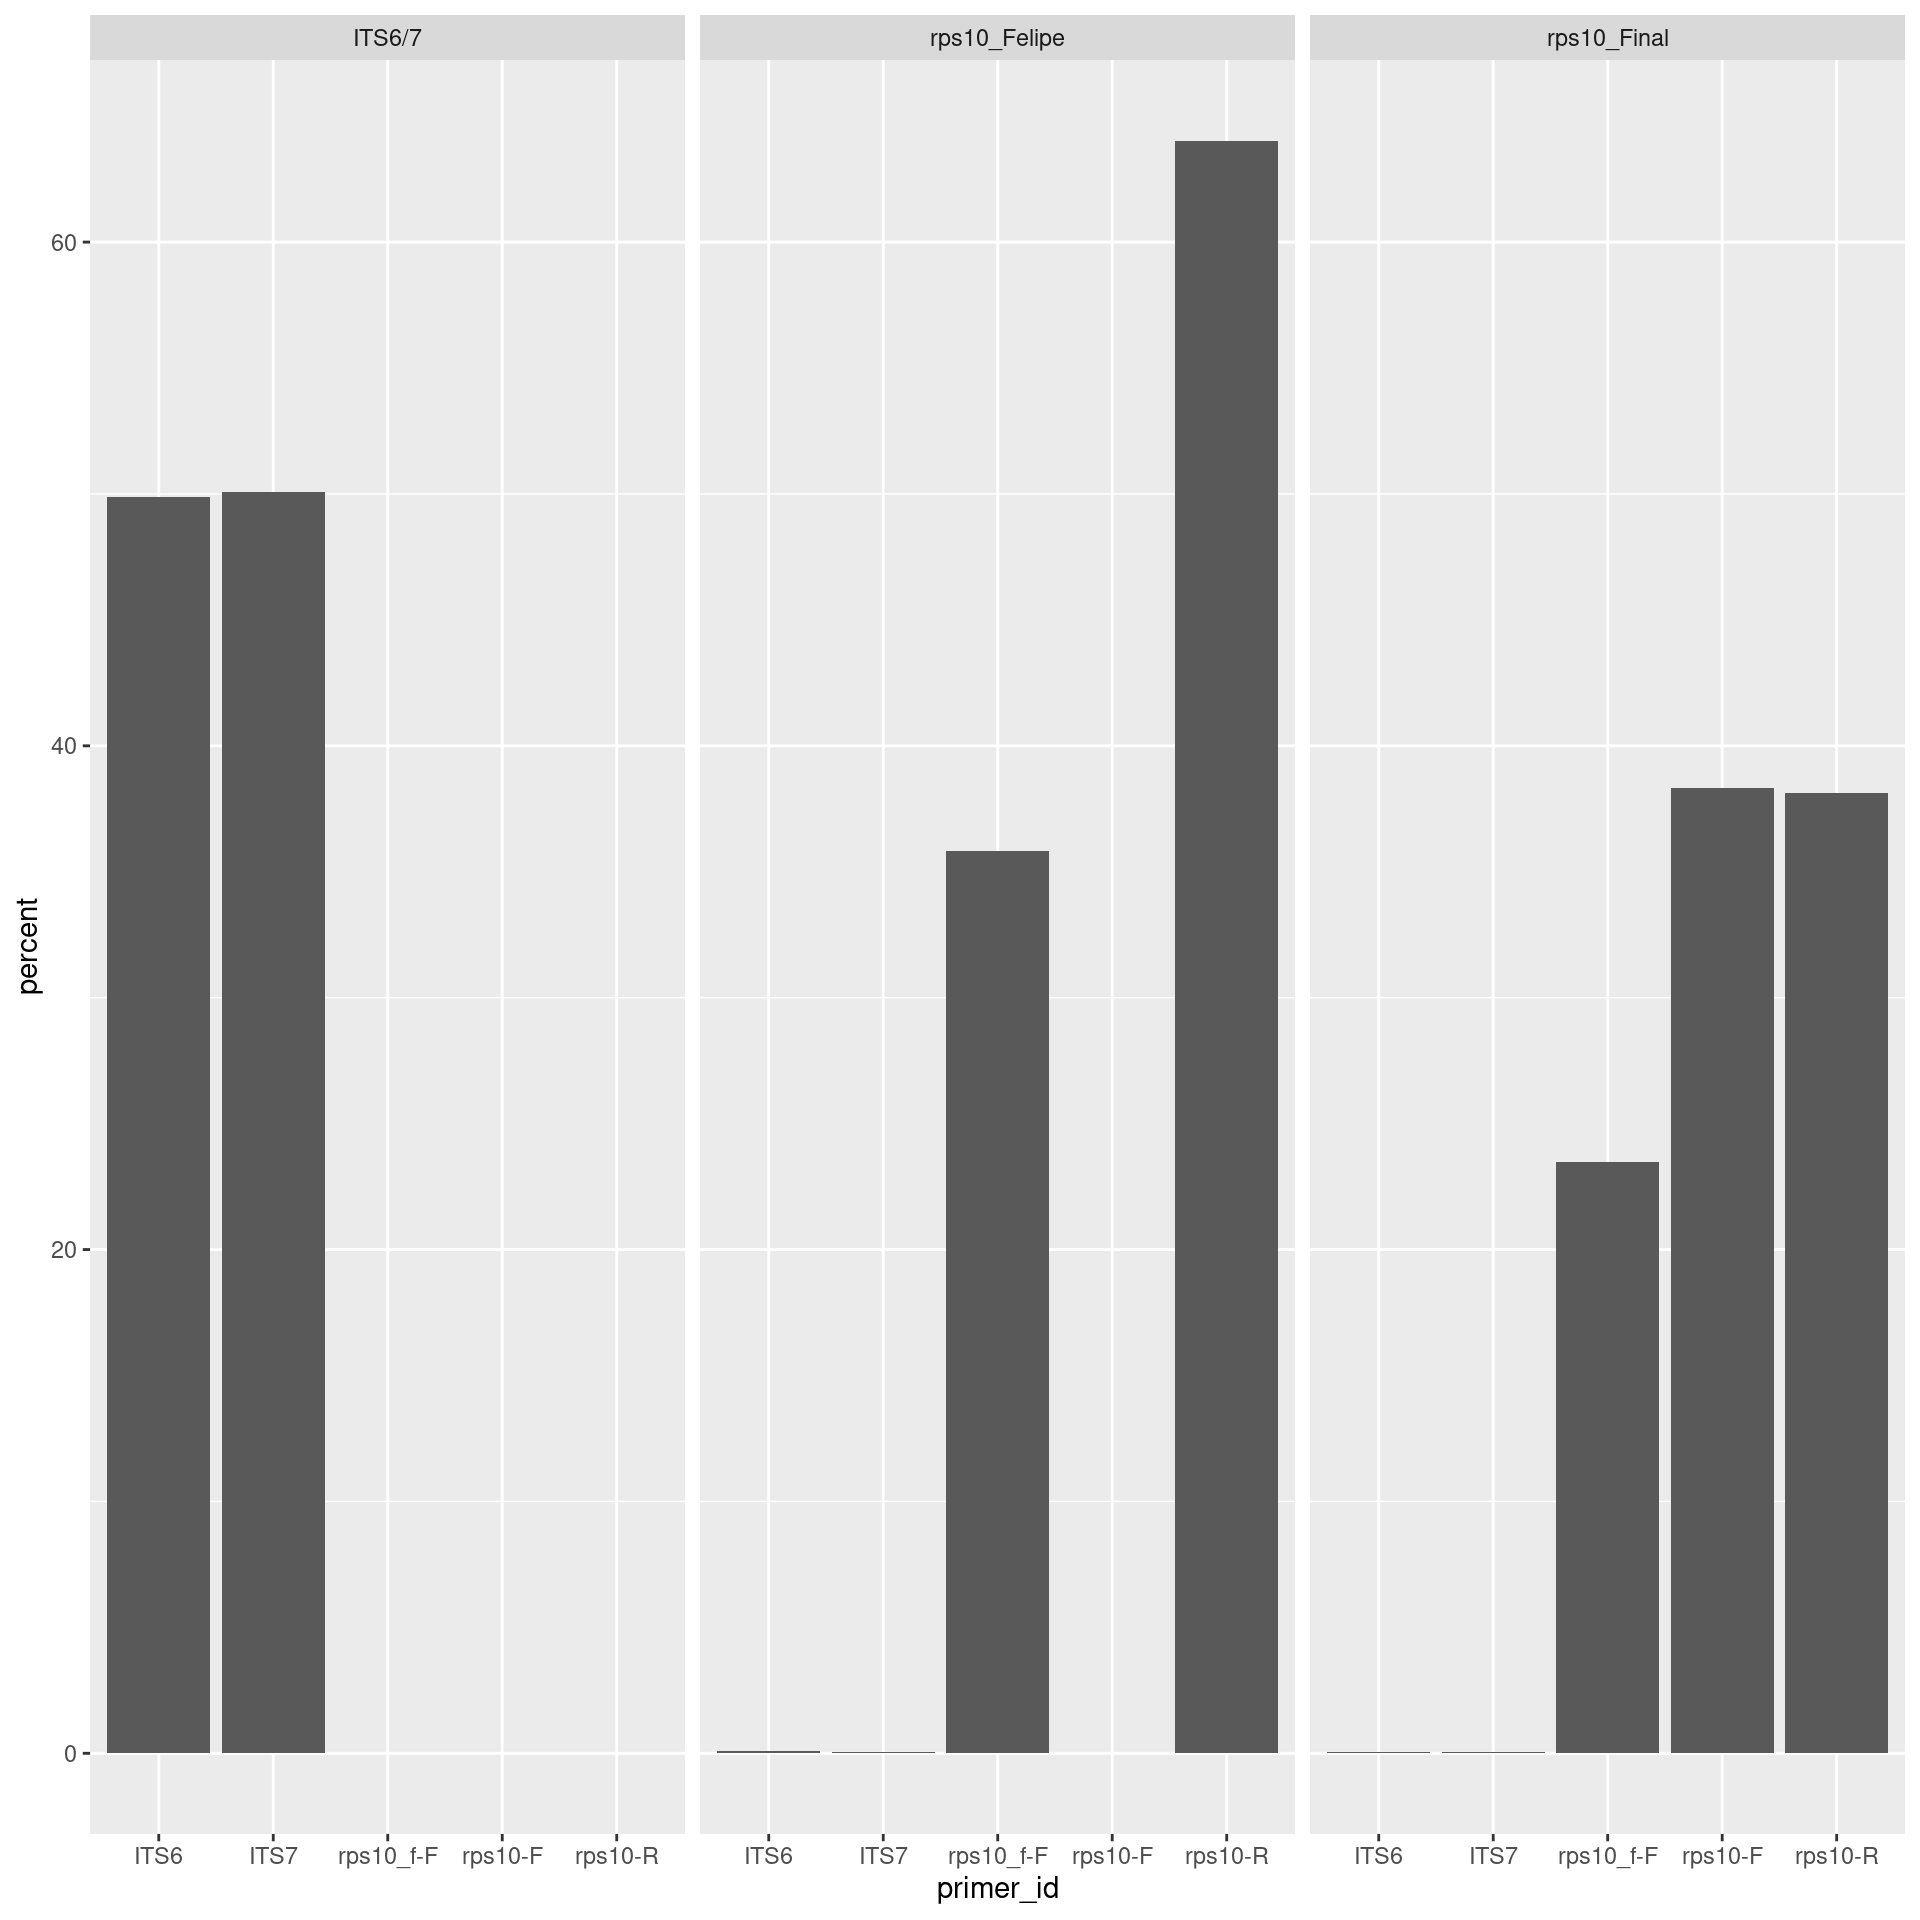 ITS6/7 rps10_Felipe rps10_Final
percent
60
40
20
0
ITS6 ITS7 rps10_f-F rps10-F rps10-R ITS6 ITS7 rps10_f-F rps10-F rps10-R ITS6 ITS7 rps10_f-F rps10-F rps10-R
primer_id